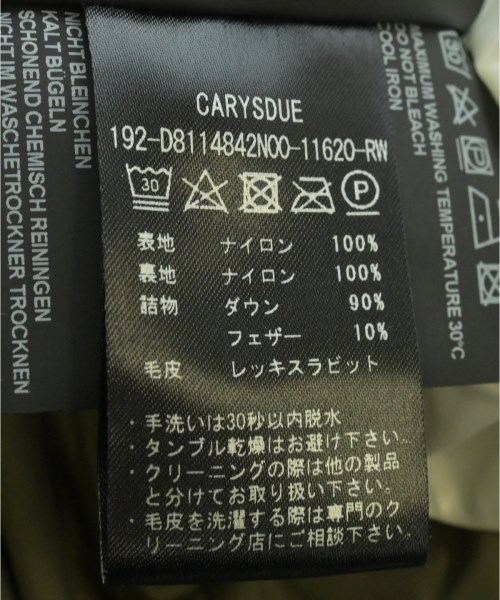 CARYSDUE
192-D8114842N00-11620-RW
30 P
表地 ナイロン 100%
裏地 ナイロン 100%
詰物 ダウン 90%
フェザー 10%
毛皮 レッキスラビット
・手洗いは30秒以内脱水
・タンブル乾燥はお避け下さい。
・クリーニングの際は他の製品
と分けてお取り扱い下さい。
・毛皮を洗濯する際は専門のク
リーニング店にご相談下さい。
NICHT BLEICHEN
KALT BÜGELN
SCHONEND CHEMISCH REINIGEN
NICHT IM WASCHETROCKNER TROCKNEN
MAXIMUM WASHING TEMPERATURE 30°C
DO NOT BLEACH
COOL IRON
30